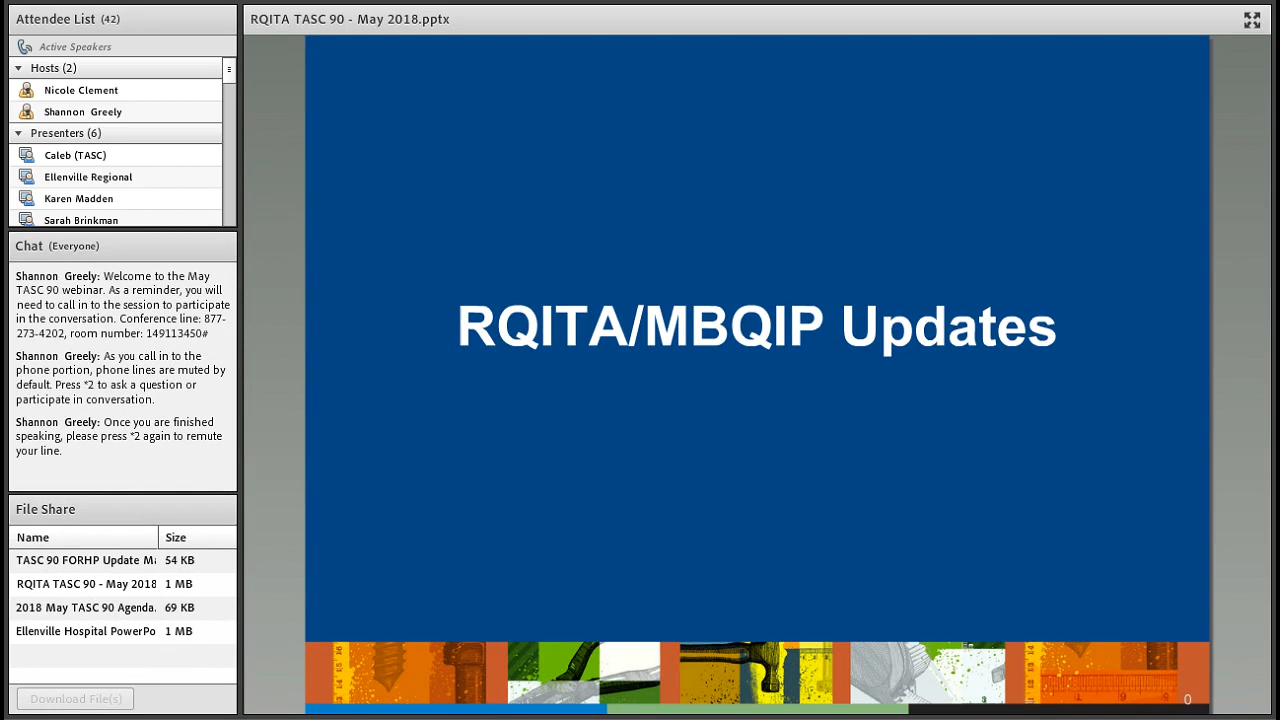 Attendee List (42)
Active Speakers
Hosts (2)
Nicole Clement
Shannon Greely
Presenters (6)
Caleb (TASC)
Ellenville Regional
Karen Madden
Sarah Brinkman
Chat (Everyone)
Shannon Greely: Welcome to the May
TASC 90 webinar. As a reminder, you will
need to call in to the session to participate
in the conversation. Conference line: 877-
273-4202, room number: 149113450#
Shannon Greely: As you call in to the
phone portion, phone lines are muted by
default. Press *2 to ask a question or
participate in conversation.
Shannon Greely: Once you are finished
speaking, please press *2 again to remute
your line.
File Share
Name Size
TASC 90 FORHP Update Ma 54 KB
RQITA TASC 90 - May 2018 1 MB
2018 May TASC 90 Agenda. 69 KB
Ellenville Hospital PowerPo 1 MB
Download File(s)
RQITA TASC 90 - May 2018.pptx
RQITA/MBQIP Updates
0